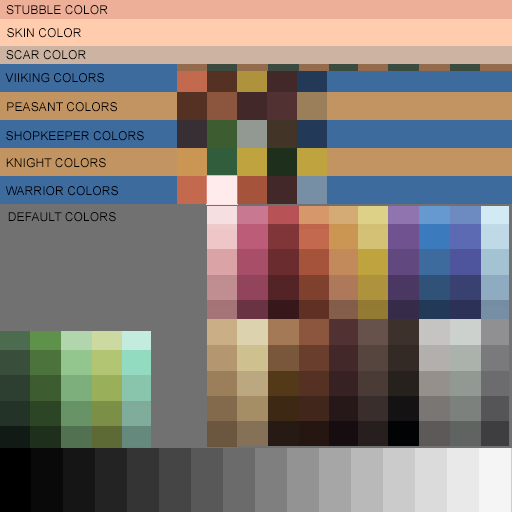 STUBBLE COLOR
SKIN COLOR
SCAR COLOR
VIIKING COLORS
PEASANT COLORS
SHOPKEEPER COLORS
KNIGHT COLORS
WARRIOR COLORS
DEFAULT COLORS